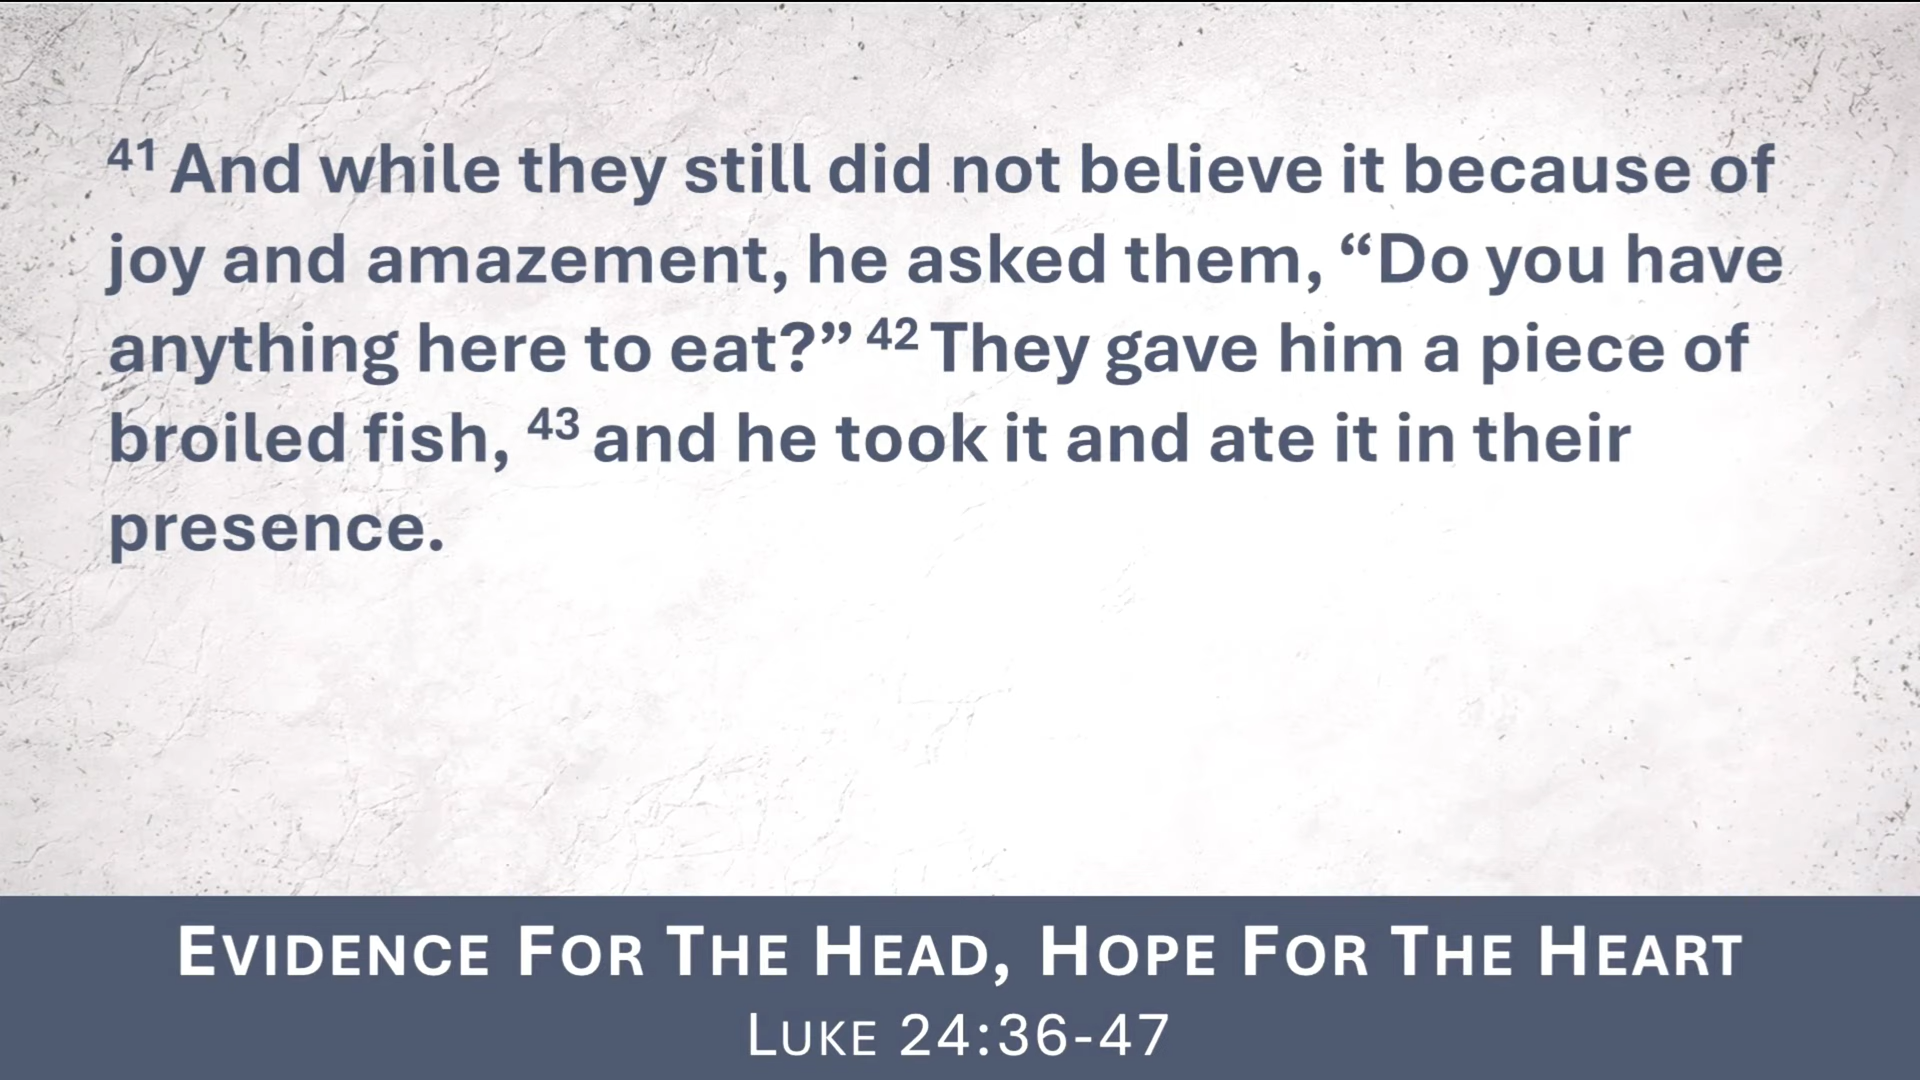 41 And while they still did not believe it because of
joy and amazement, he asked them, “Do you have
anything here to eat?” 42 They gave him a piece of
broiled fish, 43 and he took it and ate it in their
presence.
EVIDENCE FOR THE HEAD, HOPE FOR THE HEART
LUKE 24:36-47